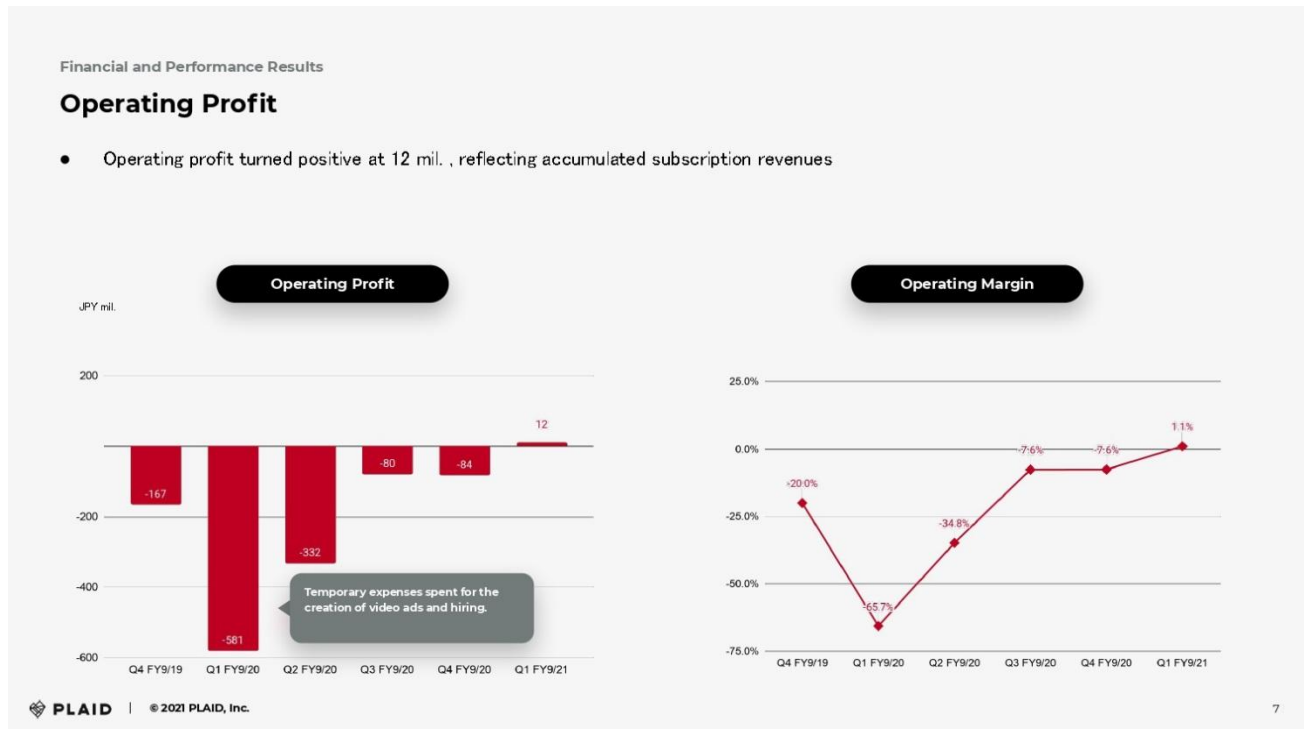 Financial and Performance Results
Operating Profit
● Operating profit turned positive at 12 mil. , reflecting accumulated subscription revenues
Operating Profit
JPY mil.
200
-200
-400
-600
-167
-581
-332
-80
-84
12
Temporary expenses spent for the
creation of video ads and hiring.
Q4 FY9/19 Q1 FY9/20 Q2 FY9/20 Q3 FY9/20 Q4 FY9/20 Q1 FY9/21
Operating Margin
25.0%
0.0%
-25.0%
-50.0%
-75.0%
-20.0%
-65.7%
-34.8%
-7.6%
-7.6%
1.1%
Q4 FY9/19 Q1 FY9/20 Q2 FY9/20 Q3 FY9/20 Q4 FY9/20 Q1 FY9/21
PLAID | © 2021 PLAID, Inc.
7